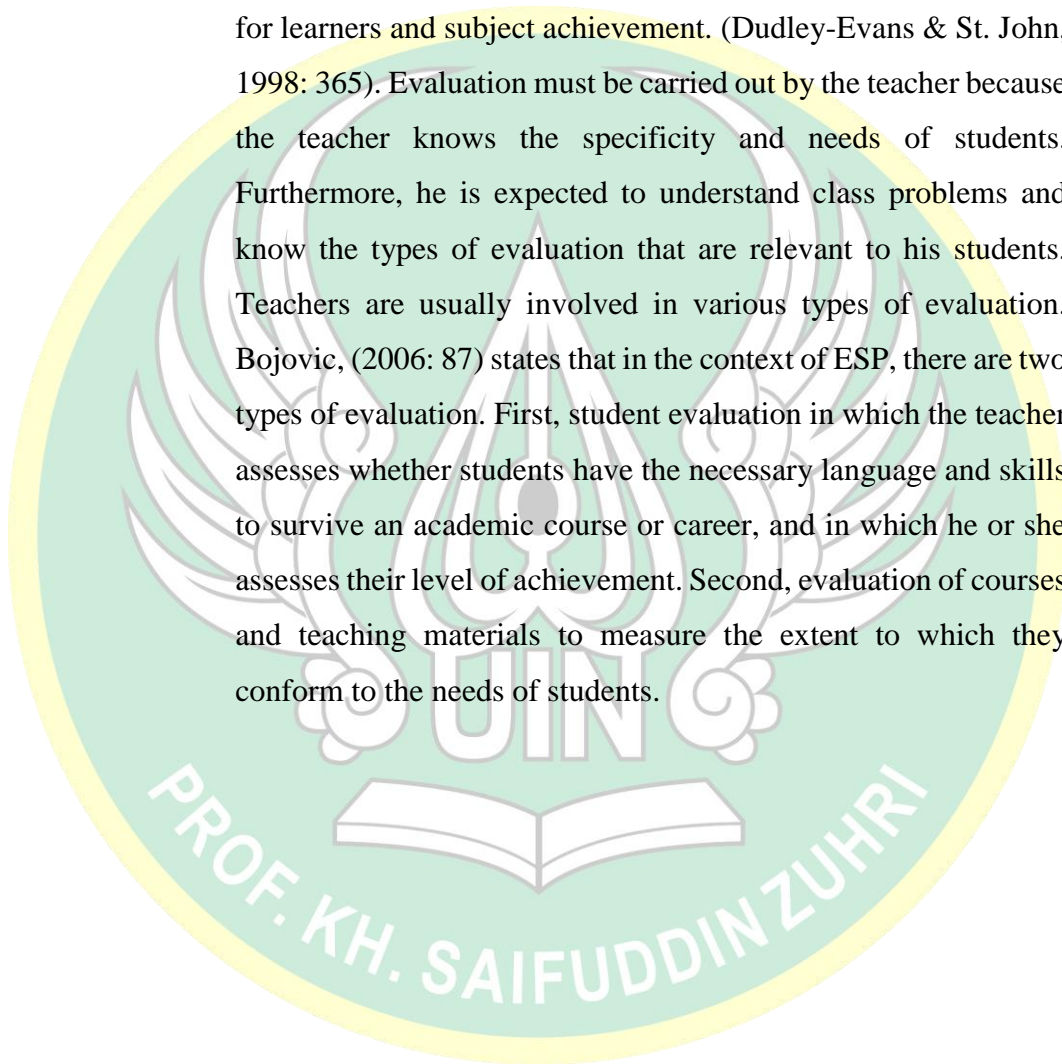 for learners and subject achievement. (Dudley-Evans & St. John,
1998: 365). Evaluation must be carried out by the teacher because
the teacher knows the specificity and needs of students.
Furthermore, he is expected to understand class problems and
know the types of evaluation that are relevant to his students.
Teachers are usually involved in various types of evaluation.
Bojovic, (2006: 87) states that in the context of ESP, there are two
types of evaluation. First, student evaluation in which the teacher
assesses whether students have the necessary language and skills
to survive an academic course or career, and in which he or she
assesses their level of achievement. Second, evaluation of courses
and teaching materials to measure the extent to which they
conform to the needs of students.
UIN
PROF. KH. SAIFUDDIN ZUHRI